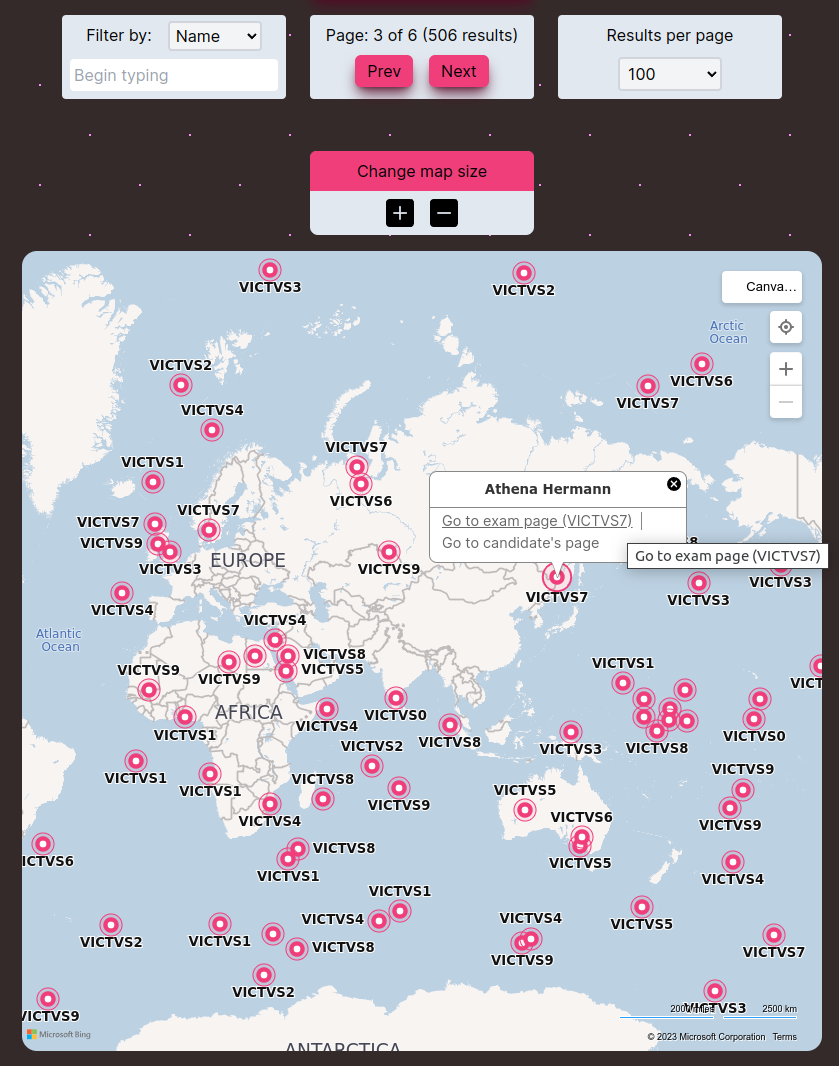 Filter by:
Name
Begin typing
Page: 3 of 6 (506 results)
Prev
Next
Results per page
100
Change map size
VICTVS3
VICTVS2
Canva...
Arctic
Ocean
VICTVS2
VICTVS6
VICTVS7
VICTVS4
VICTVS7
VICTVS1
VICTVS6
Athena Hermann
VICTVS7
VICTVS7
Go to exam page (VICTVS7)
VICTVS9
Go to candidate's page
VICTVS3
EUROPE
VICTVS9
Go to exam page (VICTVS7)
VICTVS3
VICTVS7
VICTVS3
VICTVS4
VICTVS4
Atlantic
Ocean
VICTVS8
VICTVS5
VICTVS9
VICTVS9
VICTVS1
AFRICA
VICTVS0
VICTVS4
VICTVS1
VICTVS8
VICTVS3
VICTVS8
VICTVS0
VICTVS2
VICTVS1
VICTVS8
VICTVS9
VICTVS1
VICTVS9
VICTVS5
VICTVS6
VICTVS4
VICTVS9
VICTVS8
VICTVS5
VICTVS1
VICTVS4
VICTVS1
VICTVS4
VICTVS4
VICTVS5
VICTVS2
VICTVS1
VICTVS8
VICTVS9
VICTVS7
VICTVS2
2500 km
Microsoft Bing
© 2023 Microsoft Corporation
Terms
ANTARCTICA